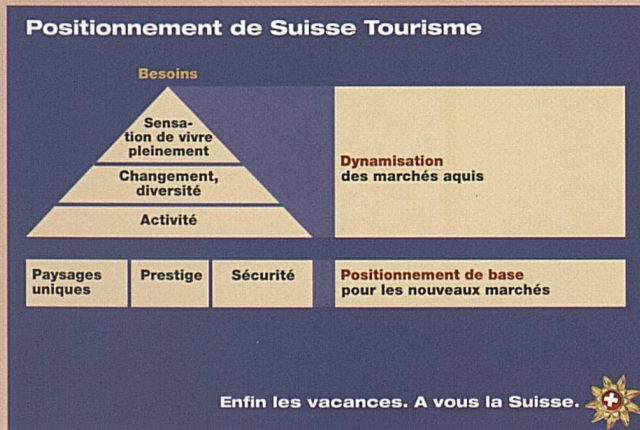 Positionnement de Suisse Tourisme
Besoins
Sensa-
tion de vivre
pleinement
Changement,
diversité
Activité
Dynamisation
des marchés aquis
Paysages
uniques
Prestige
Sécurité
Positionnement de base
pour les nouveaux marchés
Enfin les vacances. A vous la Suisse.